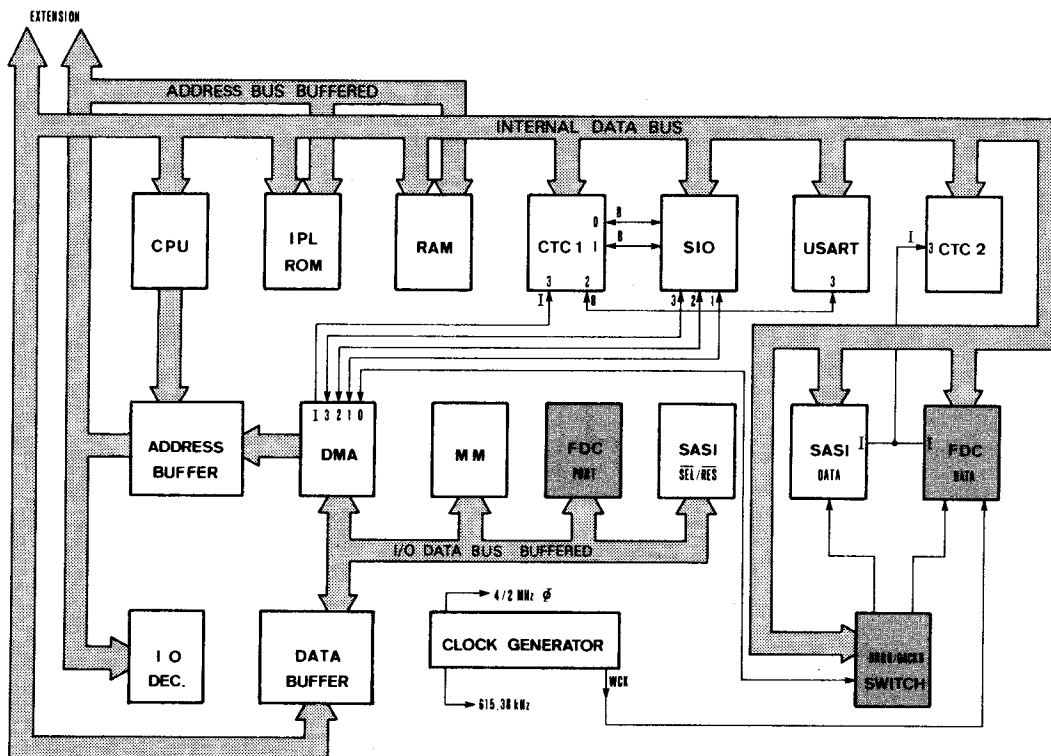 EXTENSION
ADDRESS BUS BUFFERED
INTERNAL DATA BUS
CPU
IPL
ROM
RAM
CTC 1
0
1
3
2
B
B
SIO
USART
3
I
3
CTC 2
I
B
3
2
1
ADDRESS
BUFFER
I 3 2 1 0
DMA
MM
FDC
PORT
SASI
SEL/RES
SASI
DATA
I
FDC
DATA
I
I/O DATA BUS BUFFERED
I O
DEC.
DATA
BUFFER
4/2 MHz Φ
CLOCK GENERATOR
WCK
615.38 kHz
SWITCH